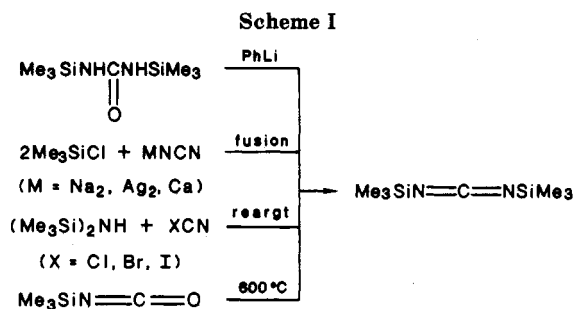 Scheme I
Me3SiNHCNHSiMe3
O
PhLi
2Me3SiCl + MNCN
(M = Na2, Ag2, Ca)
fusion
(Me3Si)2NH + XCN
(X = Cl, Br, I)
reargt
Me3SiN=C=O
600°C
Me3SiN=C=NSiMe3